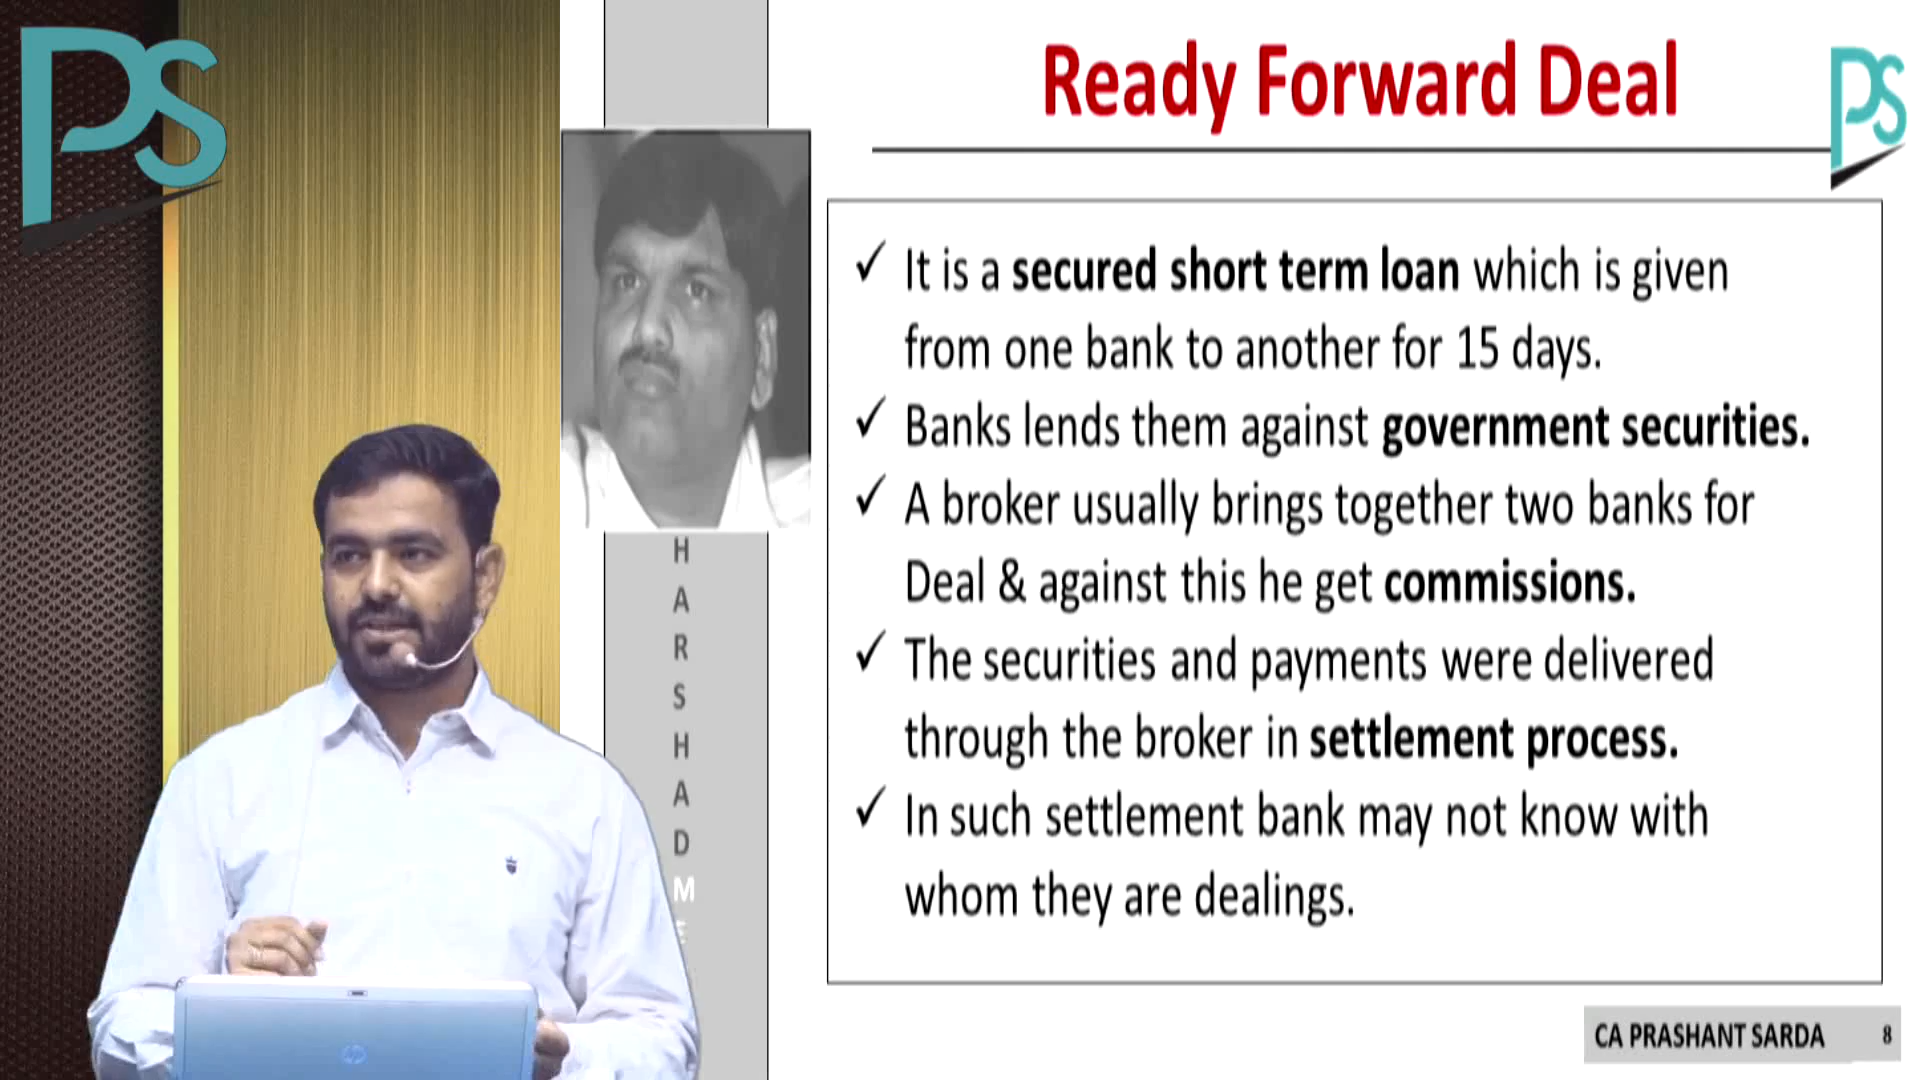 PS
Ready Forward Deal
PS
✓ It is a secured short term loan which is given
from one bank to another for 15 days.
✓ Banks lends them against government securities.
✓ A broker usually brings together two banks for
Deal & against this he get commissions.
✓ The securities and payments were delivered
through the broker in settlement process.
✓ In such settlement bank may not know with
whom they are dealings.
H
A
R
S
H
A
D
M
E
hp
CA PRASHANT SARDA 8